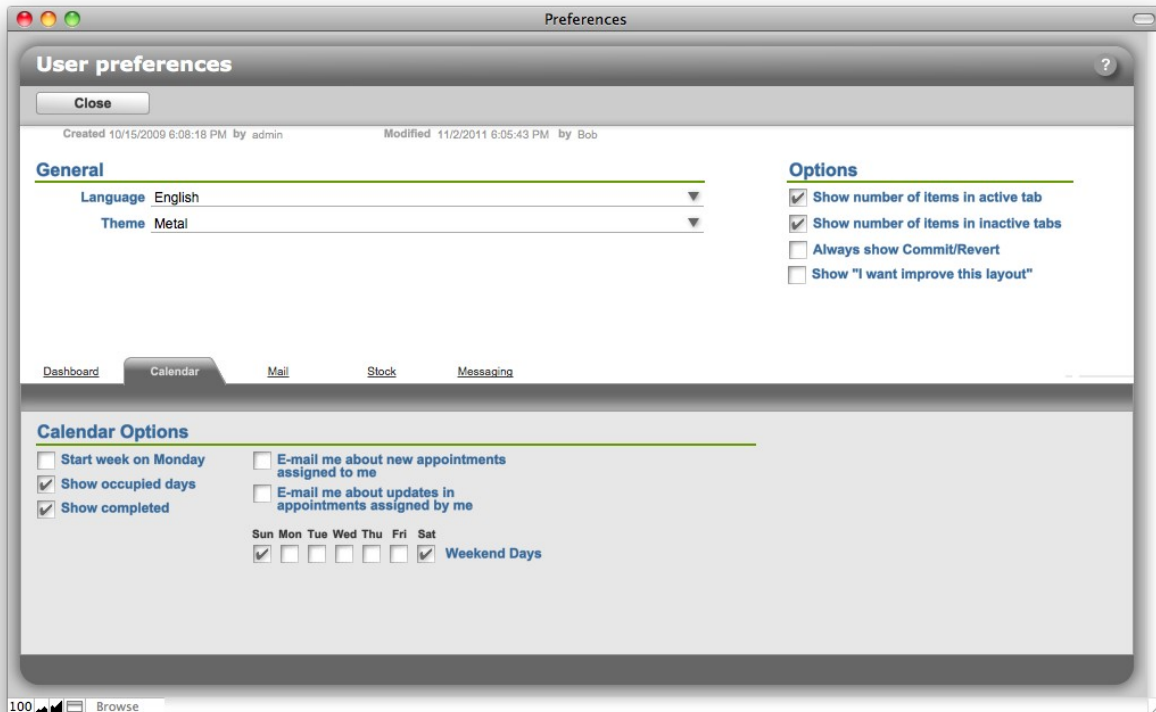 Preferences
User preferences
?
Close
Created 10/15/2009 6:08:18 PM by admin Modified 11/2/2011 6:05:43 PM by Bob
General
Language English
Theme Metal
Options
Show number of items in active tab
Show number of items in inactive tabs
Always show Commit/Revert
Show "I want improve this layout"
Dashboard Calendar Mail Stock Messaging
Calendar Options
Start week on Monday
Show occupied days
Show completed
E-mail me about new appointments
assigned to me
E-mail me about updates in
appointments assigned by me
Sun Mon Tue Wed Thu Fri Sat
Weekend Days
100 Browse